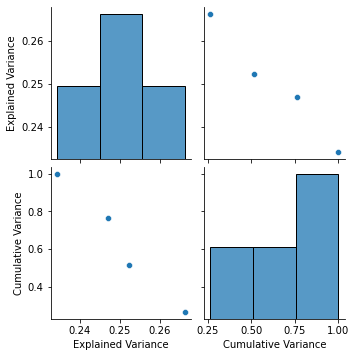 Explained Variance
0.26
0.25
0.24
Cumulative Variance
1.0
0.8
0.6
0.4
0.24 0.25 0.26
Explained Variance
0.25 0.50 0.75 1.00
Cumulative Variance